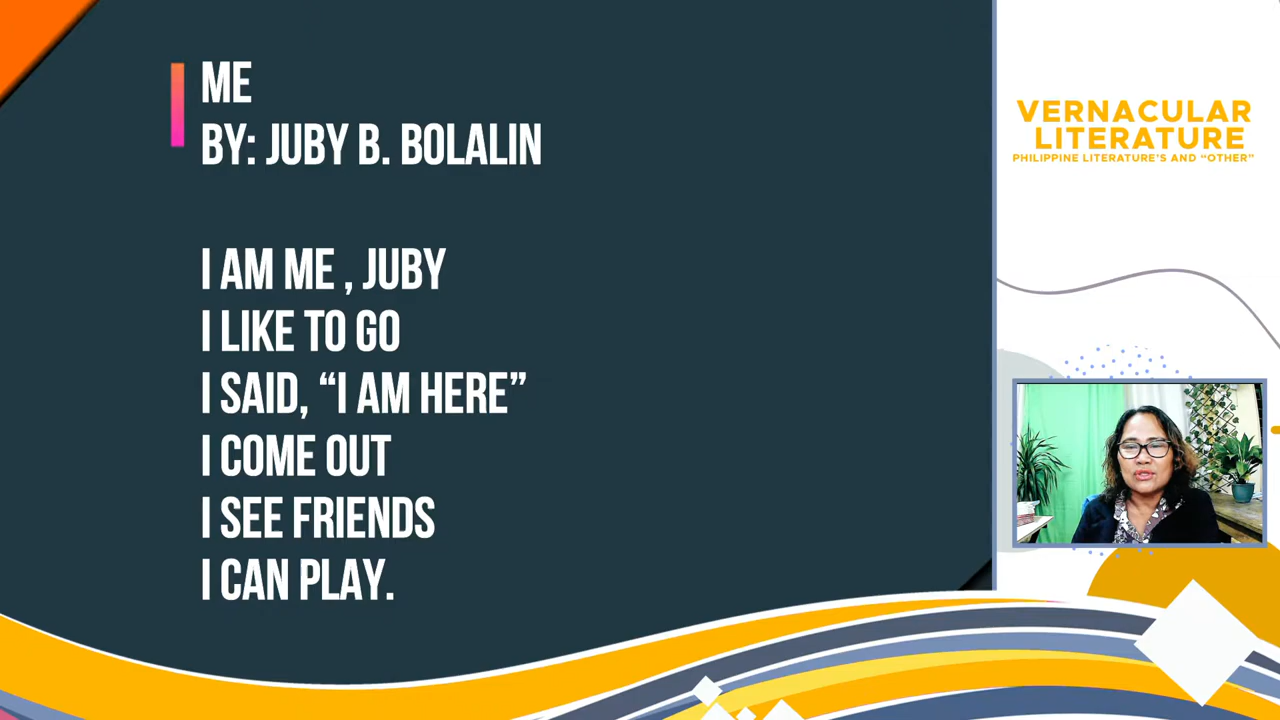 ME
BY: JUBY B. BOLALIN
I AM ME , JUBY
I LIKE TO GO
I SAID, “I AM HERE”
I COME OUT
I SEE FRIENDS
I CAN PLAY.
VERNACULAR
LITERATURE
PHILIPPINE LITERATURE'S AND “OTHER”